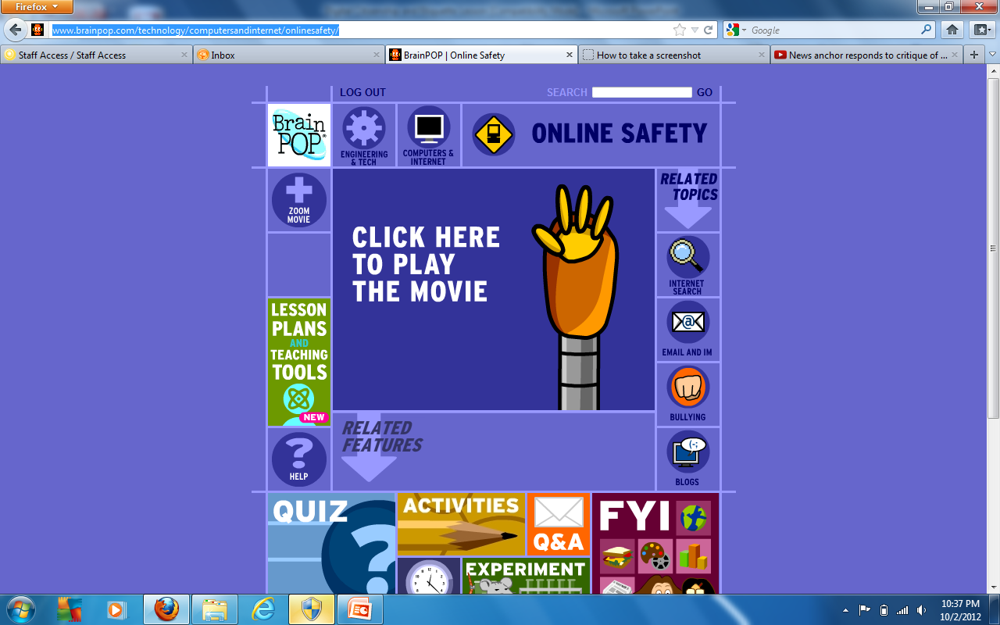 Firefox
www.brainpop.com/technology/computersandinternet/onlinesafety/
Google
Staff Access / Staff Access
Inbox
BrainPOP | Online Safety
How to take a screenshot
News anchor responds to critique of ...
LOG OUT
SEARCH
GO
Brain
POP
ENGINEERING
& TECH
COMPUTERS &
INTERNET
ONLINE SAFETY
ZOOM
MOVIE
CLICK HERE
TO PLAY
THE MOVIE
RELATED
TOPICS
INTERNET
SEARCH
EMAIL AND IM
BULLYING
BLOGS
LESSON
PLANS
AND
TEACHING
TOOLS
NEW
HELP
RELATED
FEATURES
QUIZ
ACTIVITIES
Q&A
EXPERIMENT
FYI
10:37 PM
10/2/2012